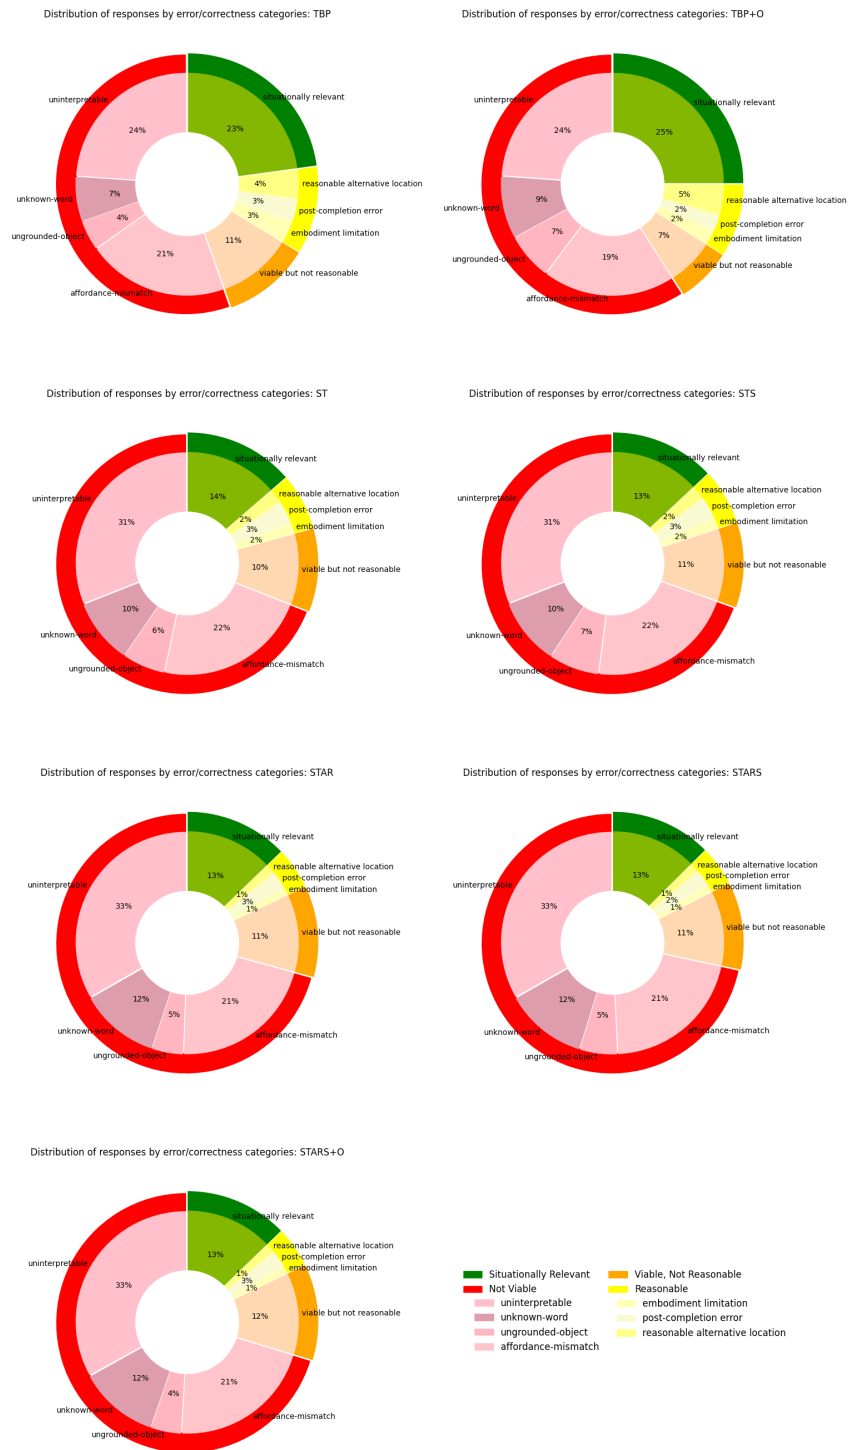 Distribution of responses by error/correctness categories: TBP
situationally relevant
23%
reasonable alternative location
4%
post-completion error
3%
embodiment limitation
3%
viable but not reasonable
11%
affordance-mismatch
21%
ungrounded-object
4%
unknown-word
7%
uninterpretable
24%
Distribution of responses by error/correctness categories: TBP+O
situationally relevant
25%
reasonable alternative location
5%
post-completion error
2%
embodiment limitation
2%
viable but not reasonable
7%
affordance-mismatch
19%
ungrounded-object
7%
unknown-word
9%
uninterpretable
24%
Distribution of responses by error/correctness categories: ST
situationally relevant
14%
reasonable alternative location
2%
post-completion error
3%
embodiment limitation
2%
viable but not reasonable
10%
affordance-mismatch
22%
ungrounded-object
6%
unknown-word
10%
uninterpretable
31%
Distribution of responses by error/correctness categories: STS
situationally relevant
13%
reasonable alternative location
2%
post-completion error
3%
embodiment limitation
2%
viable but not reasonable
11%
affordance-mismatch
22%
ungrounded-object
7%
unknown-word
10%
uninterpretable
31%
Distribution of responses by error/correctness categories: STAR
situationally relevant
13%
reasonable alternative location
1%
post-completion error
3%
embodiment limitation
1%
viable but not reasonable
11%
affordance-mismatch
21%
ungrounded-object
5%
unknown-word
12%
uninterpretable
33%
Distribution of responses by error/correctness categories: STARS
situationally relevant
13%
reasonable alternative location
1%
post-completion error
2%
embodiment limitation
1%
viable but not reasonable
11%
affordance-mismatch
21%
ungrounded-object
5%
unknown-word
12%
uninterpretable
33%
Distribution of responses by error/correctness categories: STARS+O
situationally relevant
13%
reasonable alternative location
1%
post-completion error
3%
embodiment limitation
1%
viable but not reasonable
12%
affordance-mismatch
21%
ungrounded-object
4%
unknown-word
12%
uninterpretable
33%
Situationally Relevant
Not Viable
uninterpretable
unknown-word
ungrounded-object
affordance-mismatch
Viable, Not Reasonable
Reasonable
embodiment limitation
post-completion error
reasonable alternative location